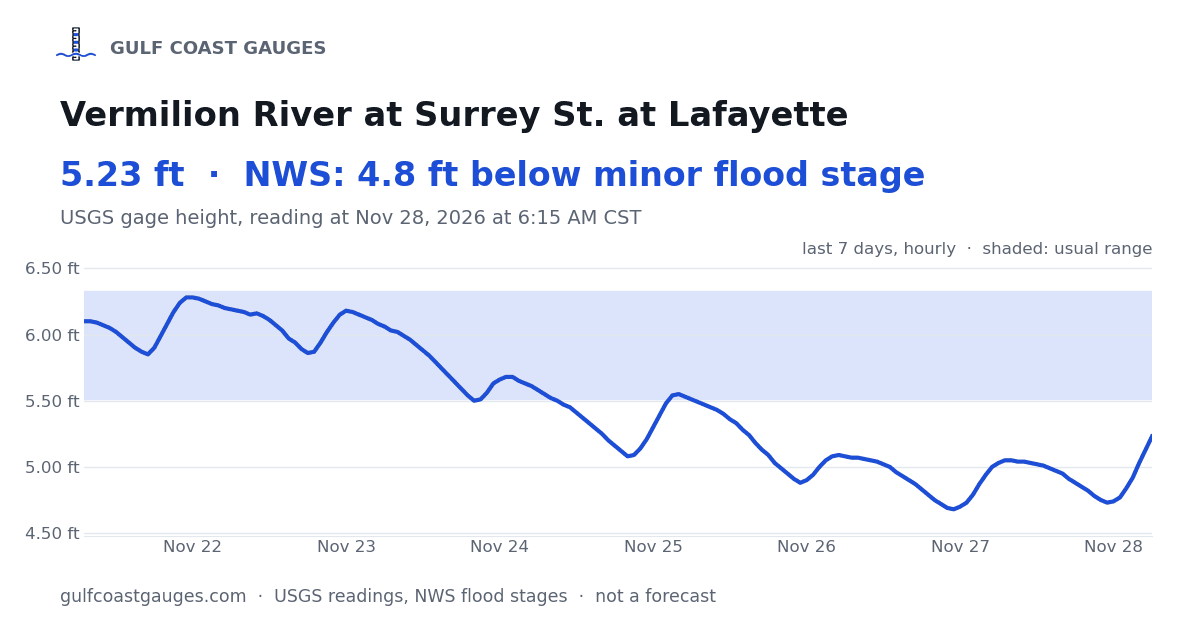 GULF COAST GAUGES
Vermilion River at Surrey St. at Lafayette
5.23 ft · NWS: 4.8 ft below minor flood stage
USGS gage height, reading at Nov 28, 2026 at 6:15 AM CST
last 7 days, hourly · shaded: usual range
6.50 ft
6.00 ft
5.50 ft
5.00 ft
4.50 ft
Nov 22 Nov 23 Nov 24 Nov 25 Nov 26 Nov 27 Nov 28
gulfcoastgauges.com · USGS readings, NWS flood stages · not a forecast